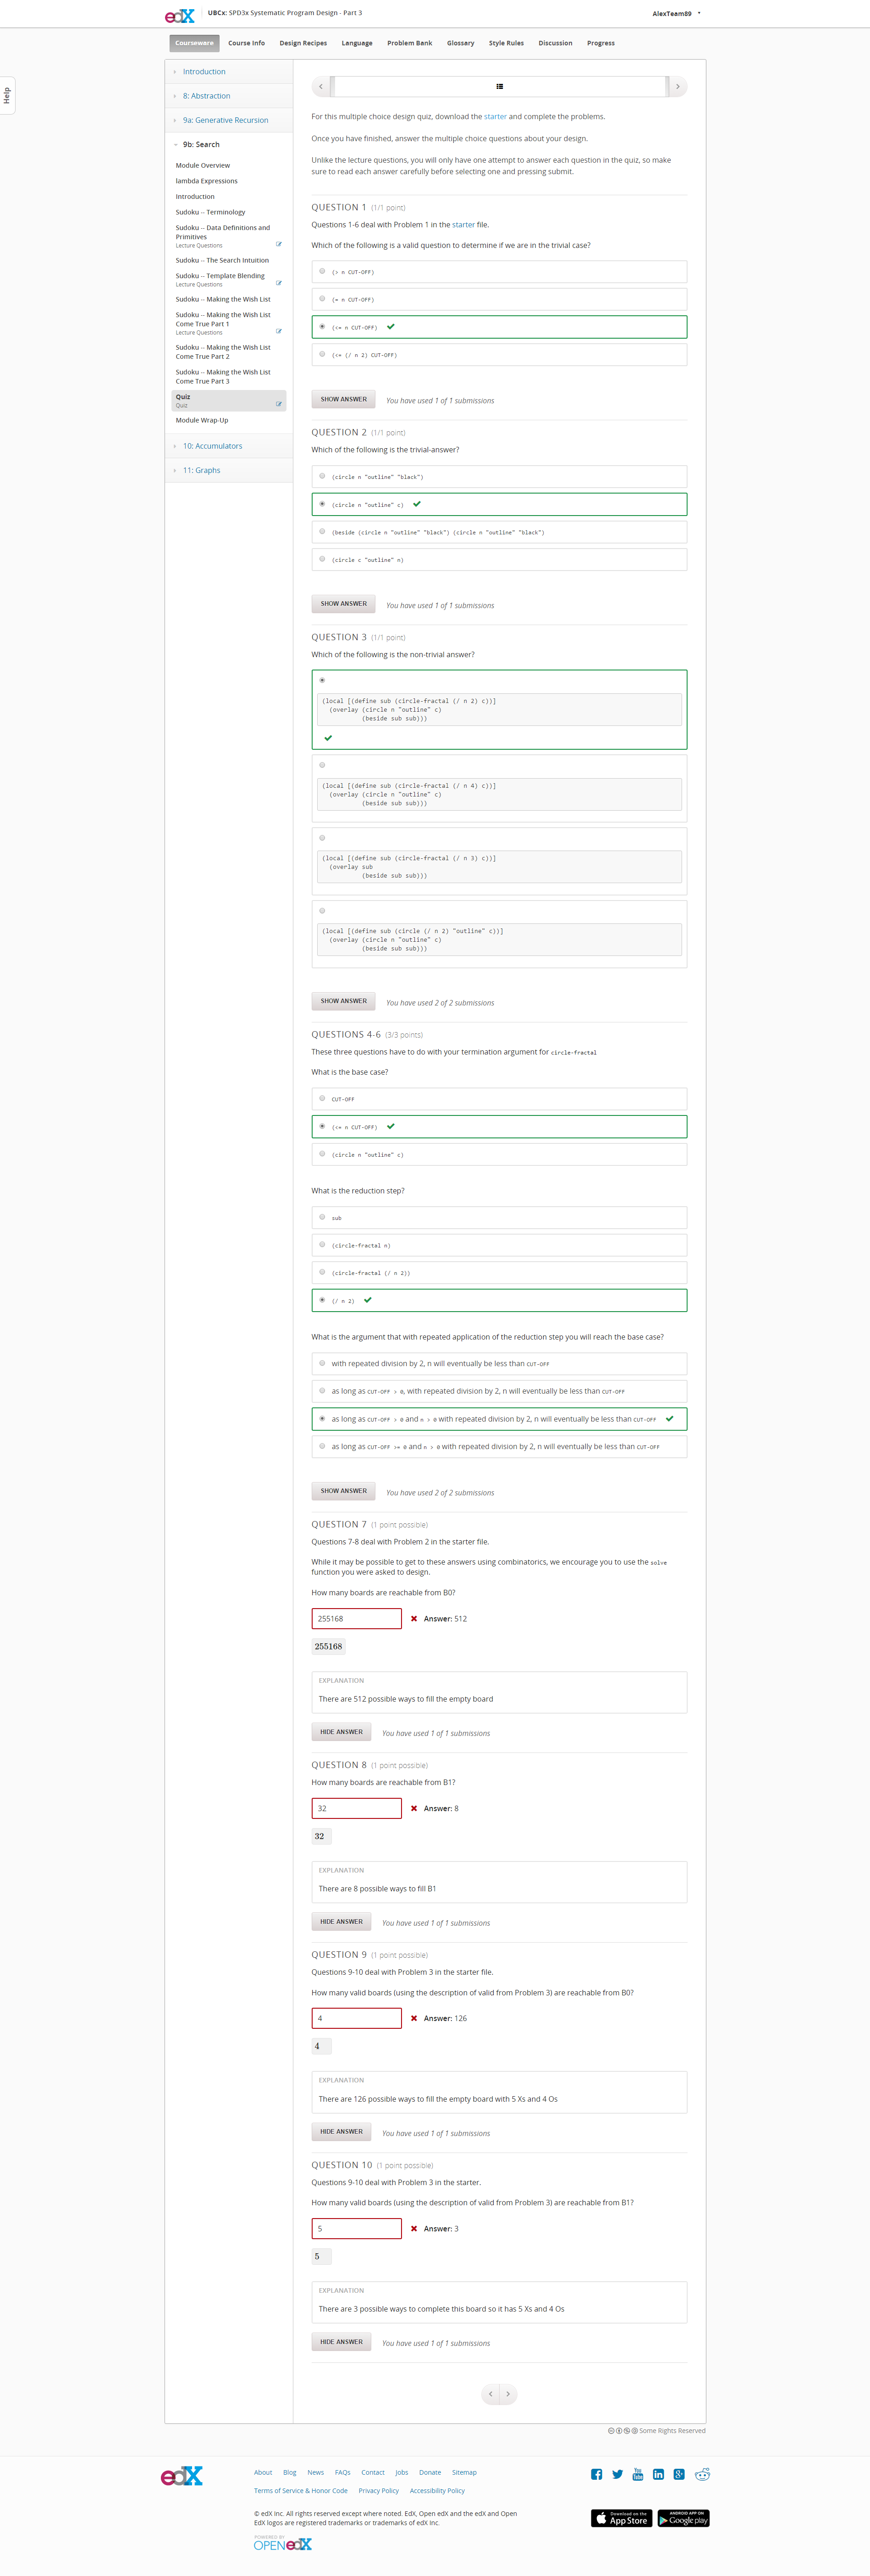 edX
UBCx: SPD3x Systematic Program Design - Part 3
AlexTeam89
Courseware
Course Info
Design Recipes
Language
Problem Bank
Glossary
Style Rules
Discussion
Progress
Help
Introduction
8: Abstraction
9a: Generative Recursion
9b: Search
Module Overview
lambda Expressions
Introduction
Sudoku -- Terminology
Sudoku -- Data Definitions and
Primitives
Lecture Questions
Sudoku -- The Search Intuition
Sudoku -- Template Blending
Lecture Questions
Sudoku -- Making the Wish List
Sudoku -- Making the Wish List
Come True Part 1
Lecture Questions
Sudoku -- Making the Wish List
Come True Part 2
Sudoku -- Making the Wish List
Come True Part 3
Quiz
Quiz
Module Wrap-Up
10: Accumulators
11: Graphs
For this multiple choice design quiz, download the starter and complete the problems.
Once you have finished, answer the multiple choice questions about your design.
Unlike the lecture questions, you will only have one attempt to answer each question in the quiz, so make
sure to read each answer carefully before selecting one and pressing submit.
QUESTION 1 (1/1 point)
Questions 1-6 deal with Problem 1 in the starter file.
Which of the following is a valid question to determine if we are in the trivial case?
(> n CUT-OFF)
(= n CUT-OFF)
(<= n CUT-OFF)
(<= (/ n 2) CUT-OFF)
SHOW ANSWER
You have used 1 of 1 submissions
QUESTION 2 (1/1 point)
Which of the following is the trivial-answer?
(circle n "outline" "black")
(circle n "outline" c)
(beside (circle n "outline" "black") (circle n "outline" "black")
(circle c "outline" n)
SHOW ANSWER
You have used 1 of 1 submissions
QUESTION 3 (1/1 point)
Which of the following is the non-trivial answer?
(local [(define sub (circle-fractal (/ n 2) c))]
(overlay (circle n "outline" c)
(beside sub sub)))
(local [(define sub (circle-fractal (/ n 4) c))]
(overlay (circle n "outline" c)
(beside sub sub)))
(local [(define sub (circle-fractal (/ n 3) c))]
(overlay sub
(beside sub sub)))
(local [(define sub (circle (/ n 2) "outline" c))]
(overlay (circle n "outline" c)
(beside sub sub)))
SHOW ANSWER
You have used 2 of 2 submissions
QUESTIONS 4-6 (3/3 points)
These three questions have to do with your termination argument for circle-fractal
What is the base case?
CUT-OFF
(<= n CUT-OFF)
(circle n "outline" c)
What is the reduction step?
sub
(circle-fractal n)
(circle-fractal (/ n 2))
(/ n 2)
What is the argument that with repeated application of the reduction step you will reach the base case?
with repeated division by 2, n will eventually be less than CUT-OFF
as long as CUT-OFF > 0, with repeated division by 2, n will eventually be less than CUT-OFF
as long as CUT-OFF > 0 and n > 0 with repeated division by 2, n will eventually be less than CUT-OFF
as long as CUT-OFF >= 0 and n > 0 with repeated division by 2, n will eventually be less than CUT-OFF
SHOW ANSWER
You have used 2 of 2 submissions
QUESTION 7 (1 point possible)
Questions 7-8 deal with Problem 2 in the starter file.
While it may be possible to get to these answers using combinatorics, we encourage you to use the solve
function you were asked to design.
How many boards are reachable from B0?
255168
Answer: 512
255168
EXPLANATION
There are 512 possible ways to fill the empty board
HIDE ANSWER
You have used 1 of 1 submissions
QUESTION 8 (1 point possible)
How many boards are reachable from B1?
32
Answer: 8
32
EXPLANATION
There are 8 possible ways to fill B1
HIDE ANSWER
You have used 1 of 1 submissions
QUESTION 9 (1 point possible)
Questions 9-10 deal with Problem 3 in the starter file.
How many valid boards (using the description of valid from Problem 3) are reachable from B0?
4
Answer: 126
4
EXPLANATION
There are 126 possible ways to fill the empty board with 5 Xs and 4 Os
HIDE ANSWER
You have used 1 of 1 submissions
QUESTION 10 (1 point possible)
Questions 9-10 deal with Problem 3 in the starter.
How many valid boards (using the description of valid from Problem 3) are reachable from B1?
5
Answer: 3
5
EXPLANATION
There are 3 possible ways to complete this board so it has 5 Xs and 4 Os
HIDE ANSWER
You have used 1 of 1 submissions
Some Rights Reserved
edX
About
Blog
News
FAQs
Contact
Jobs
Donate
Sitemap
Terms of Service & Honor Code
Privacy Policy
Accessibility Policy
© edX Inc. All rights reserved except where noted. EdX, Open edX and the edX and Open
EdX logos are registered trademarks or trademarks of edX Inc.
POWERED BY
OPEN edX
You Tube
Download on the
App Store
ANDROID APP ON
Google play